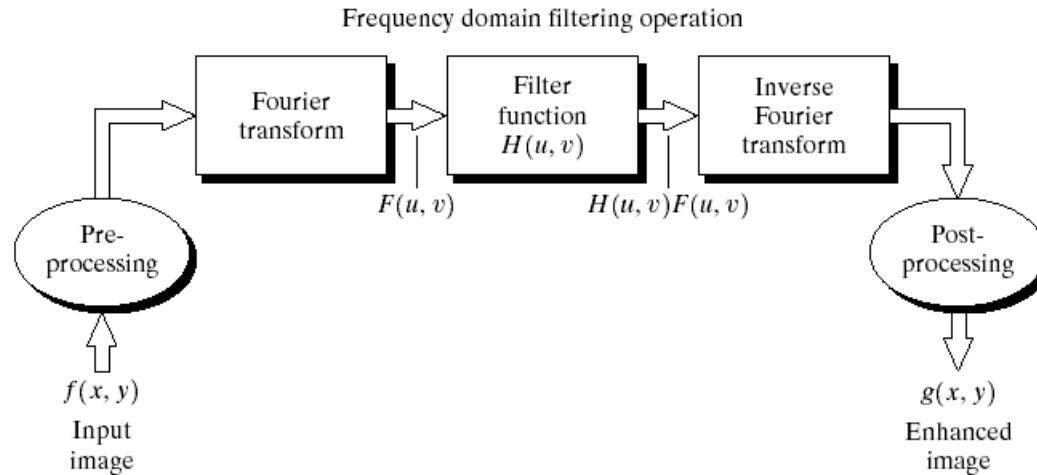 Frequency domain filtering operation
Fourier
transform
Filter
function
H(u, v)
Inverse
Fourier
transform
F(u, v)
H(u, v)F(u, v)
Pre-
processing
Post-
processing
f(x, y)
Input
image
g(x, y)
Enhanced
image